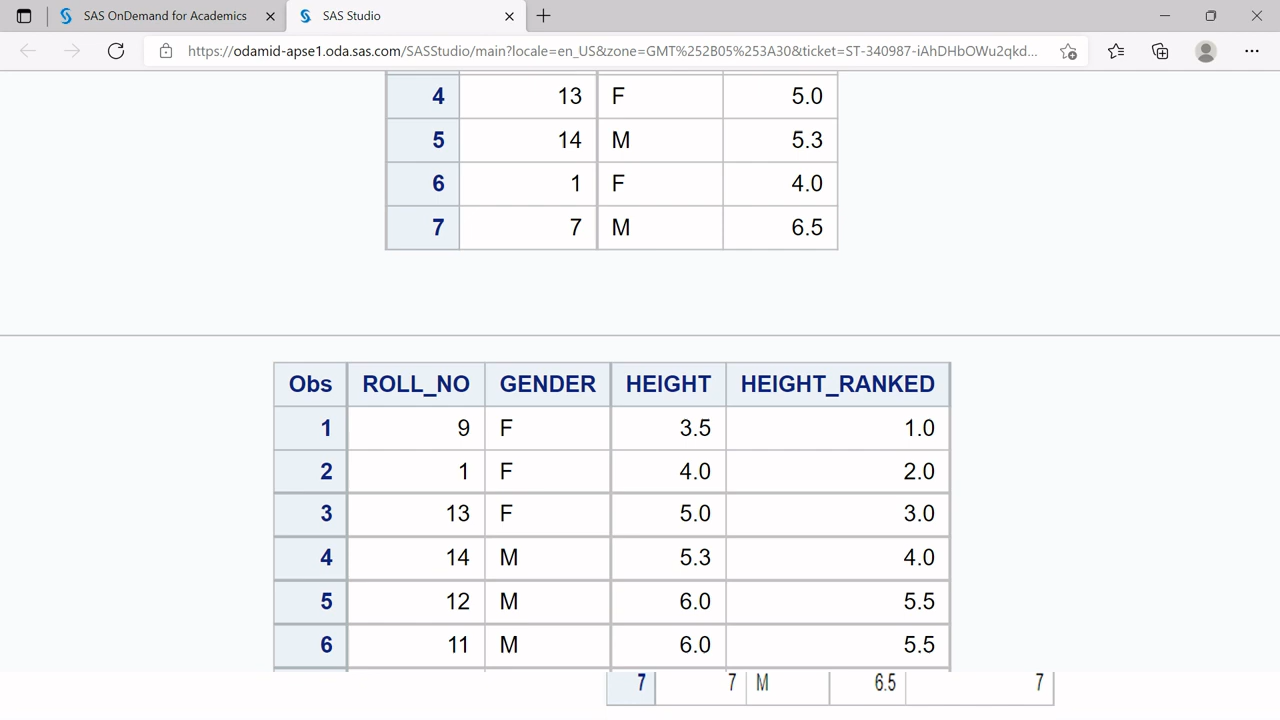 SAS OnDemand for Academics
SAS Studio
https://odamid-apse1.oda.sas.com/SASStudio/main?locale=en_US&zone=GMT%252B05%253A30&ticket=ST-340987-iAhDHbOWu2qkd...
4 13 F 5.0
5 14 M 5.3
6 1 F 4.0
7 7 M 6.5
Obs ROLL_NO GENDER HEIGHT HEIGHT_RANKED
1 9 F 3.5 1.0
2 1 F 4.0 2.0
3 13 F 5.0 3.0
4 14 M 5.3 4.0
5 12 M 6.0 5.5
6 11 M 6.0 5.5
7 7 M 6.5 7